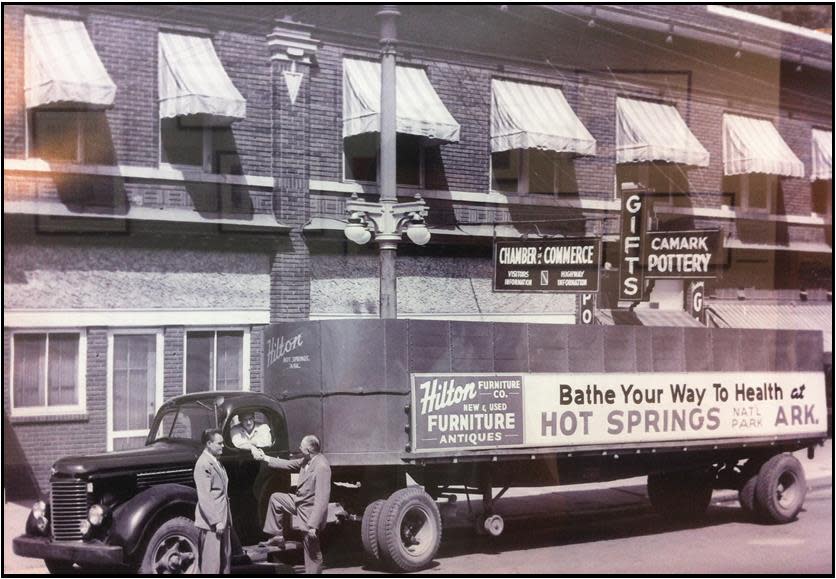 CHAMBER OF COMMERCE
VISITORS INFORMATION
HIGHWAY INFORMATION
GIFTS
CAMARK
POTTERY
PO
G
Hilton
HOT SPRINGS,
ARK.
Hilton FURNITURE CO.
NEW & USED
FURNITURE
ANTIQUES
Bathe Your Way To Health at
HOT SPRINGS NATL PARK ARK.